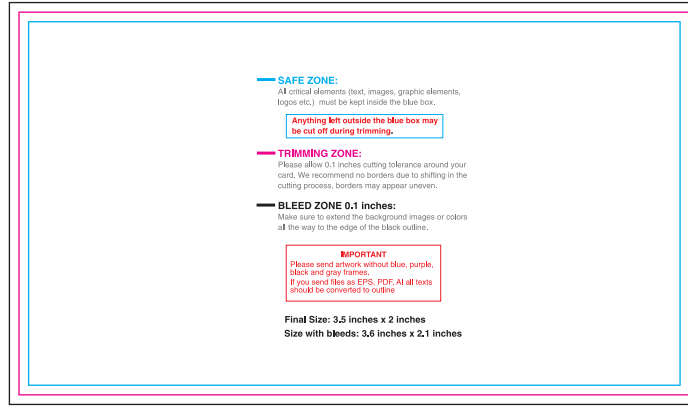 SAFE ZONE:
All critical elements (text, images, graphic elements,
logos etc.) must be kept inside the blue box.
Anything left outside the blue box may
be cut off during trimming.
TRIMMING ZONE:
Please allow 0.1 inches cutting tolerance around your
card. We recommend no borders due to shifting in the
cutting process, borders may appear uneven.
BLEED ZONE 0.1 inches:
Make sure to extend the background images or colors
all the way to the edge of the black outline.
IMPORTANT
Please send artwork without blue, purple,
black and gray frames.
If you send files as EPS, PDF, AI all texts
should be converted to outline
Final Size: 3.5 inches x 2 inches
Size with bleeds: 3.6 inches x 2.1 inches